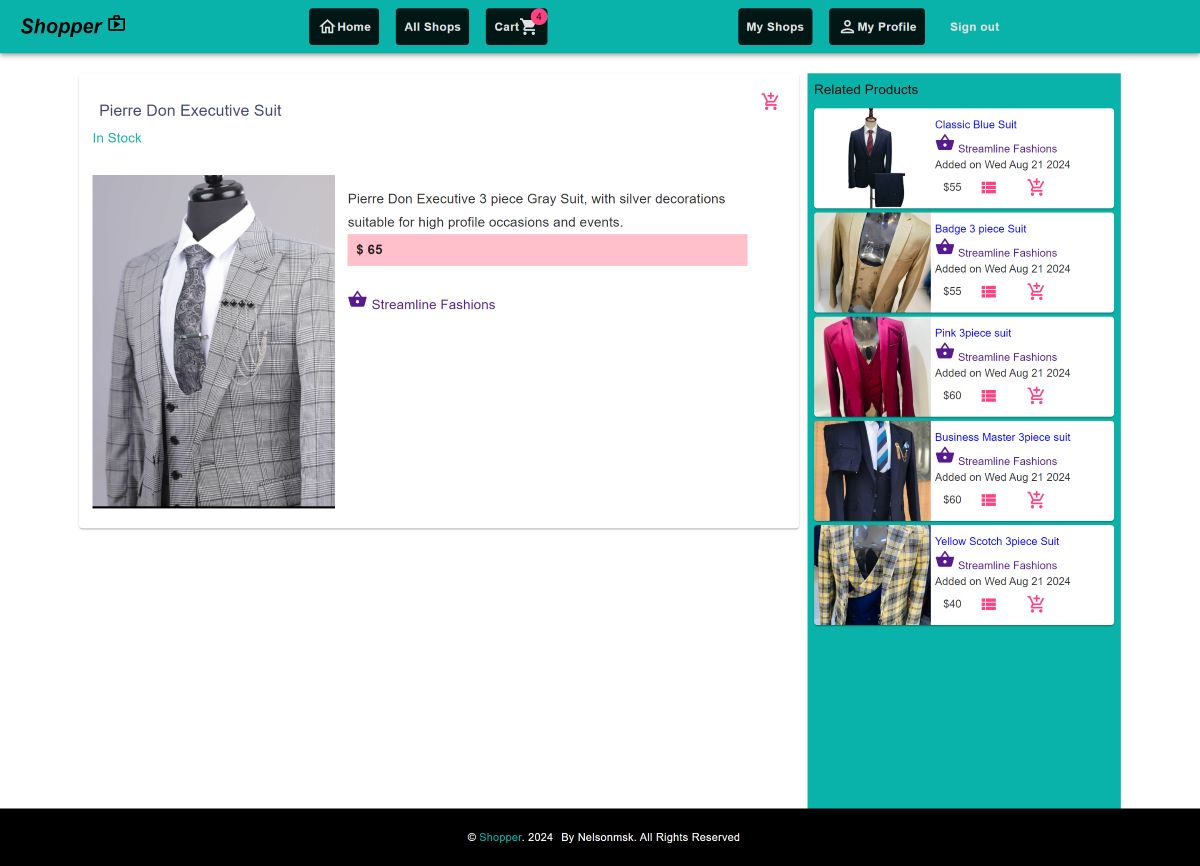 Shopper
Home
All Shops
Cart
4
My Shops
My Profile
Sign out
Pierre Don Executive Suit
In Stock
Pierre Don Executive 3 piece Gray Suit, with silver decorations
suitable for high profile occasions and events.
$ 65
Streamline Fashions
Related Products
Classic Blue Suit
Streamline Fashions
Added on Wed Aug 21 2024
$55
Badge 3 piece Suit
Streamline Fashions
Added on Wed Aug 21 2024
$55
Pink 3piece suit
Streamline Fashions
Added on Wed Aug 21 2024
$60
Business Master 3piece suit
Streamline Fashions
Added on Wed Aug 21 2024
$60
Yellow Scotch 3piece Suit
Streamline Fashions
Added on Wed Aug 21 2024
$40
© Shopper. 2024 By Nelsonmsk. All Rights Reserved